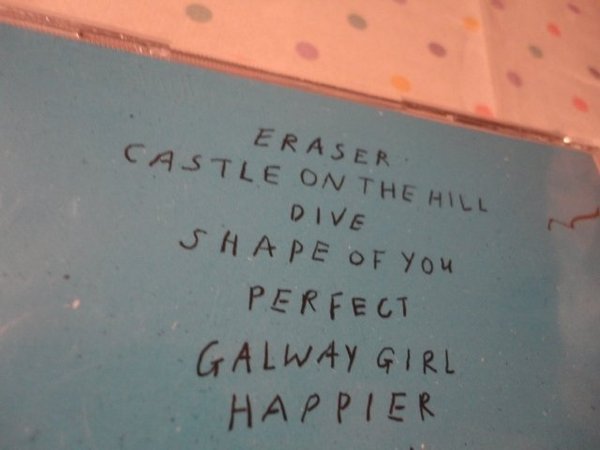 ERASER
CASTLE ON THE HILL
DIVE
SHAPE OF YOU
PERFECT
GALWAY GIRL
HAPPIER